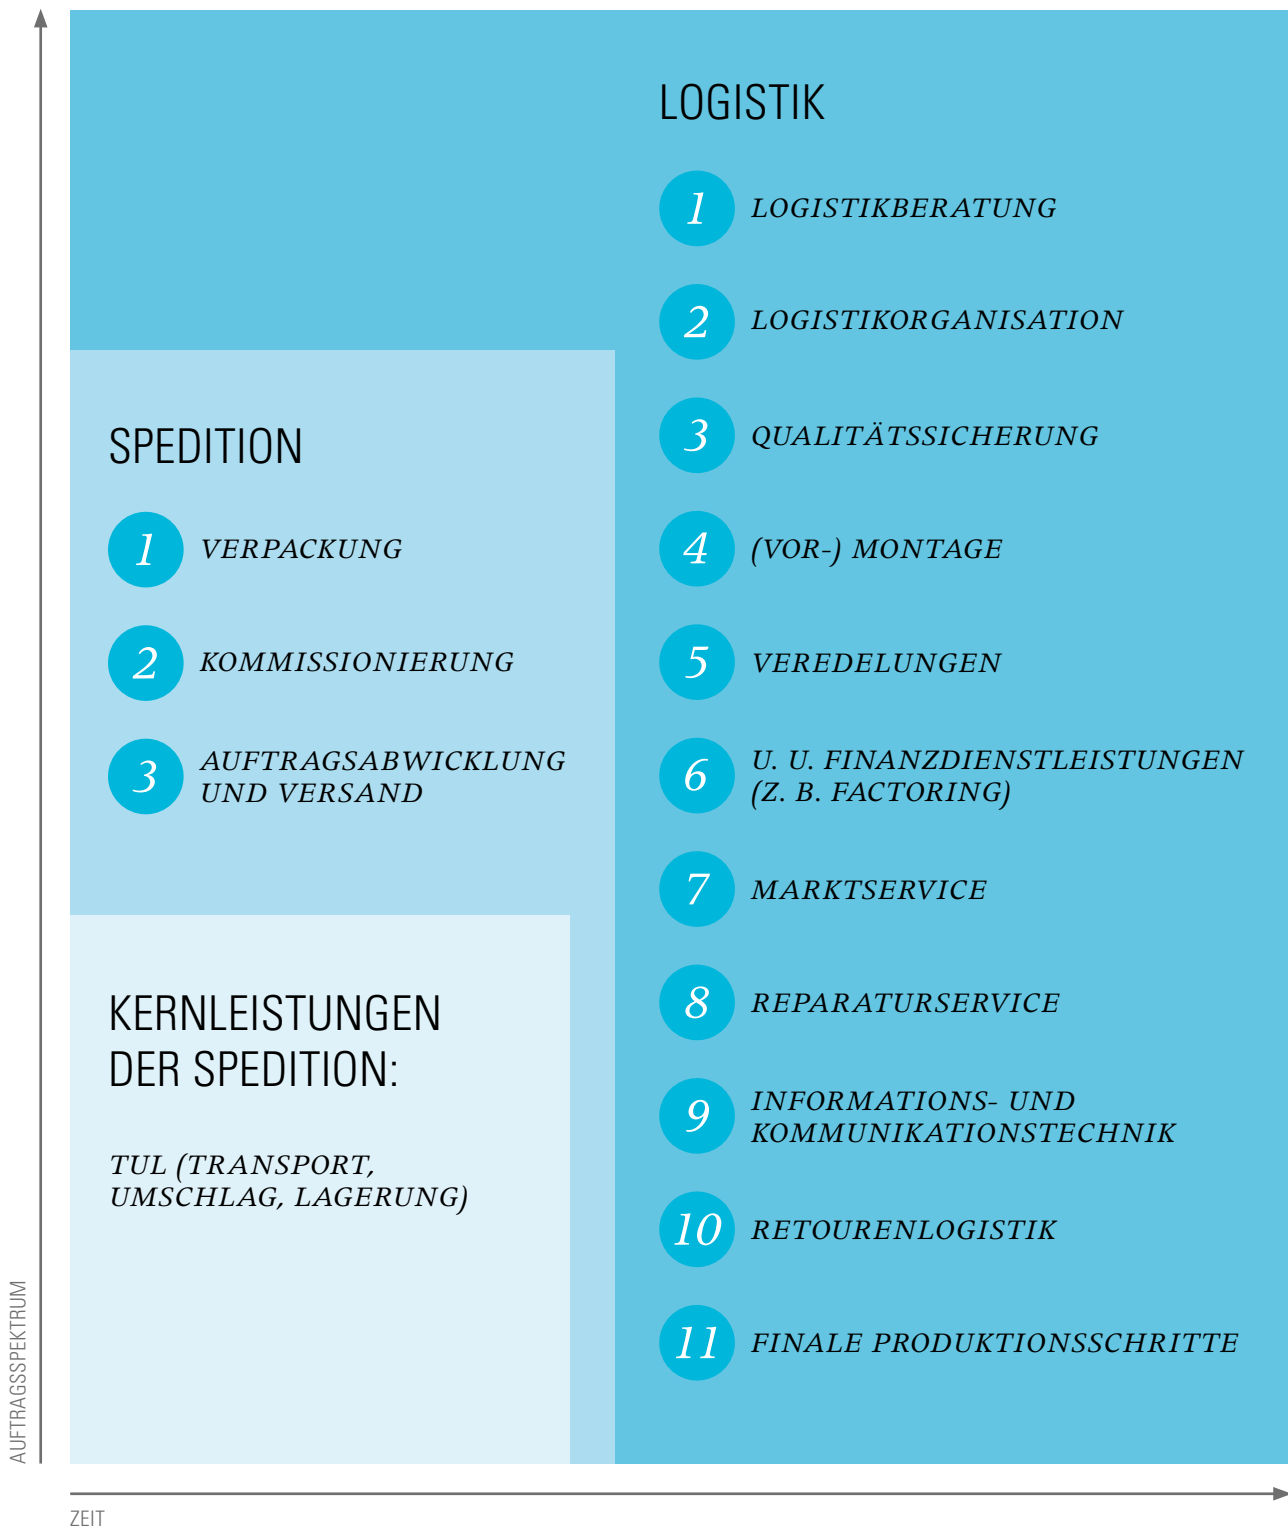 LOGISTIK
1 LOGISTIKBERATUNG
2 LOGISTIKORGANISATION
3 QUALITÄTSSICHERUNG
4 (VOR-) MONTAGE
5 VEREDELUNGEN
6 U. U. FINANZDIENSTLEISTUNGEN
(Z. B. FACTORING)
7 MARKTSERVICE
8 REPARATURSERVICE
9 INFORMATIONS- UND
KOMMUNIKATIONSTECHNIK
10 RETOURENLOGISTIK
11 FINALE PRODUKTIONSSCHRITTE
SPEDITION
1 VERPACKUNG
2 KOMMISSIONIERUNG
3 AUFTRAGSABWICKLUNG
UND VERSAND
KERNLEISTUNGEN
DER SPEDITION:
TUL (TRANSPORT,
UMSCHLAG, LAGERUNG)
AUFTRAGSSPEKTRUM
ZEIT